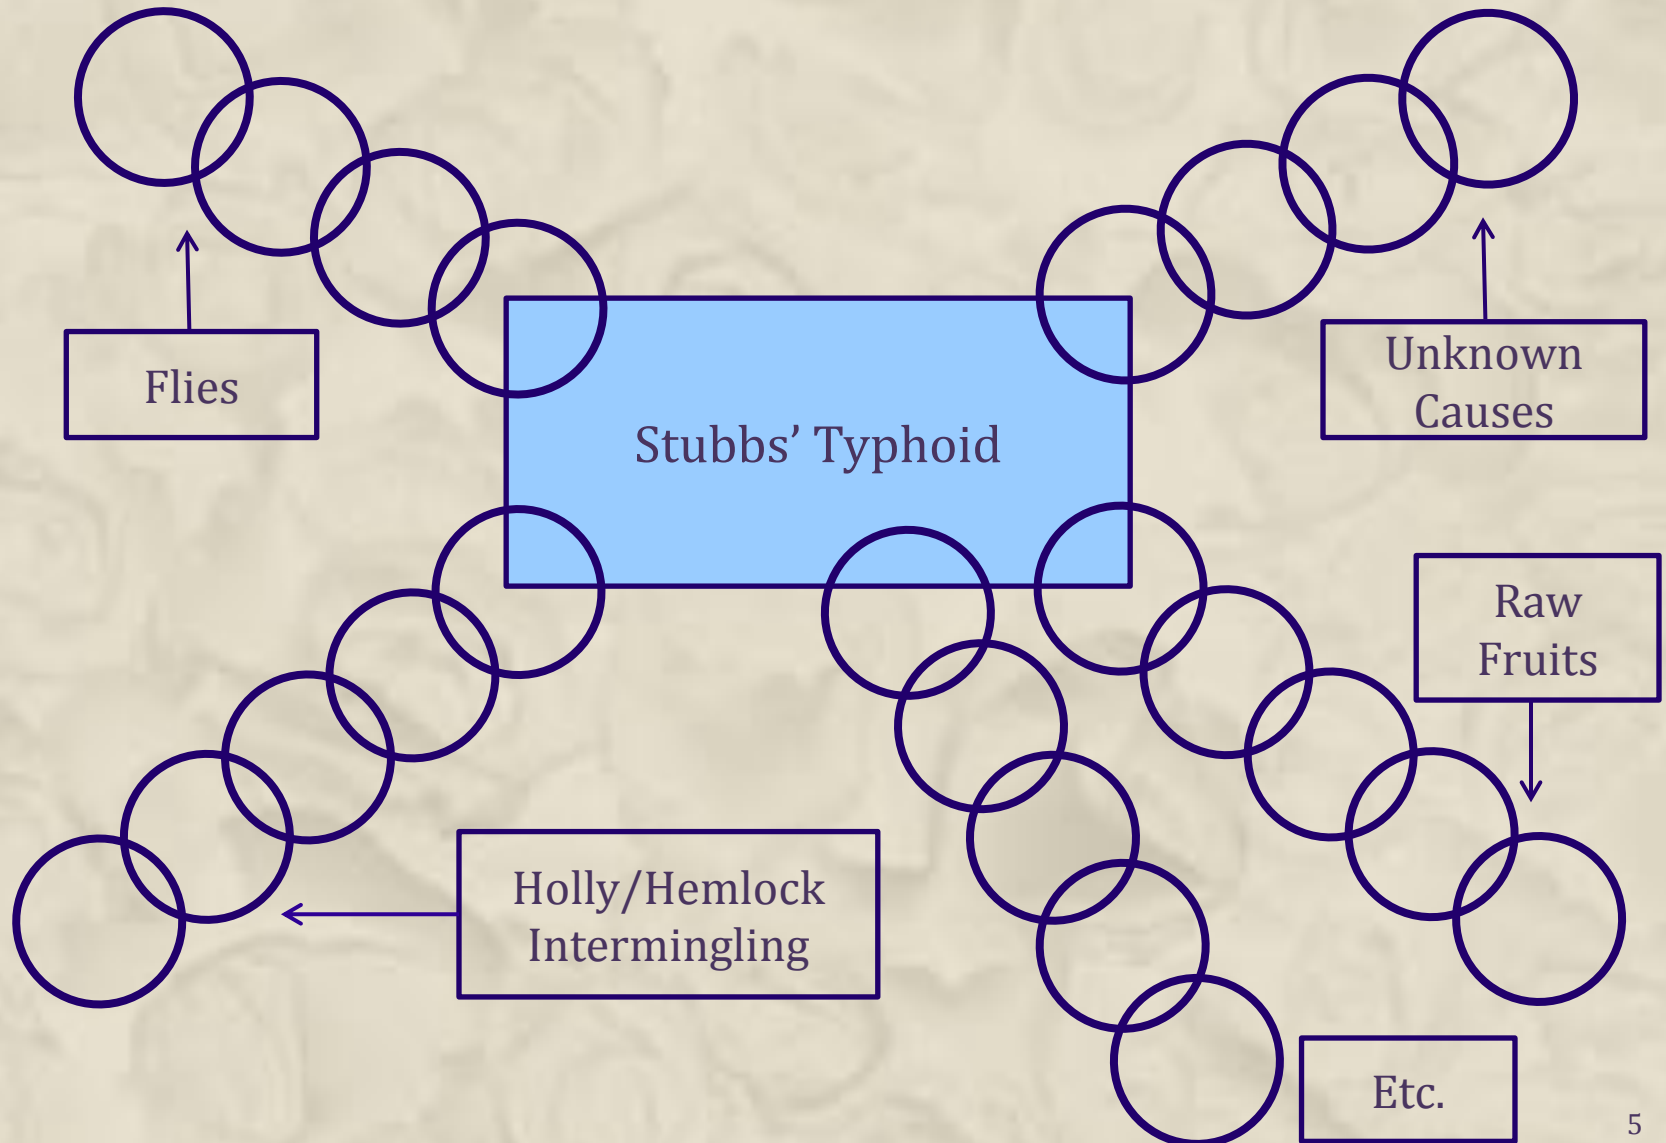 Flies
Unknown
Causes
Stubbs’ Typhoid
Raw
Fruits
Holly/Hemlock
Intermingling
Etc.
5